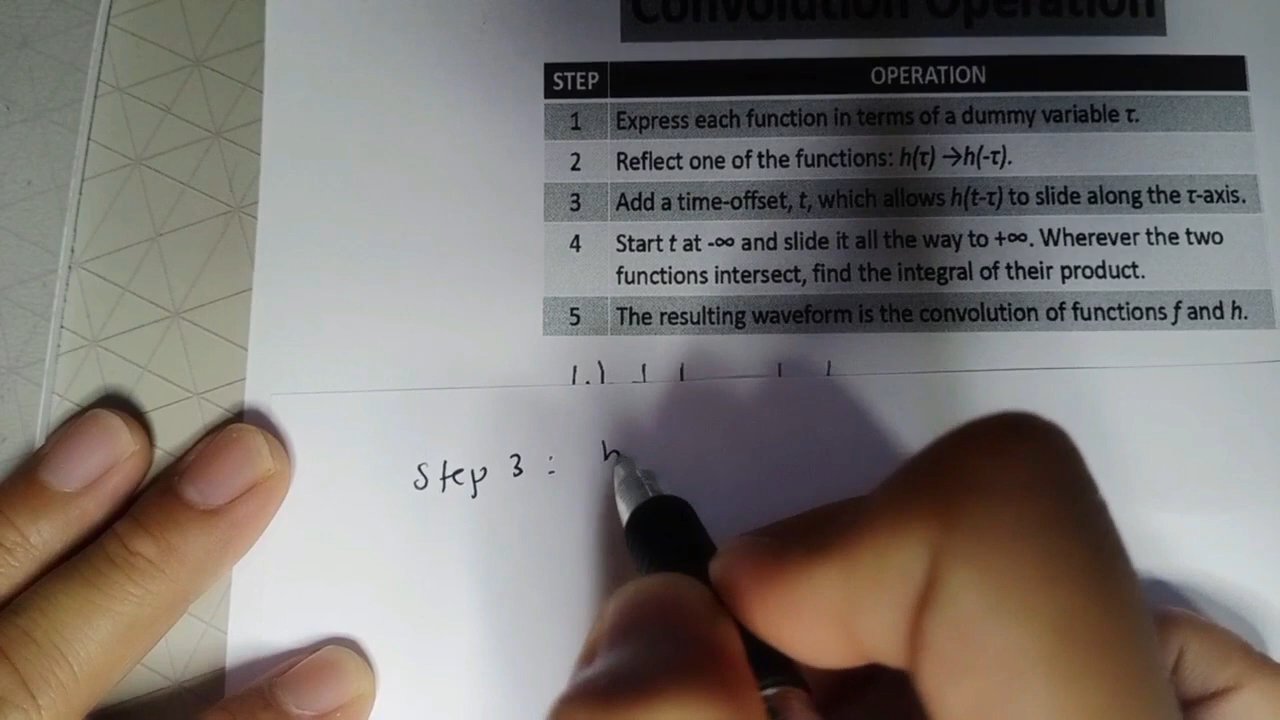 Convolution Operation
STEP OPERATION
1 Express each function in terms of a dummy variable τ.
2 Reflect one of the functions: h(τ) →h(-τ).
3 Add a time-offset, t, which allows h(t-τ) to slide along the τ-axis.
4 Start t at -∞ and slide it all the way to +∞. Wherever the two
functions intersect, find the integral of their product.
5 The resulting waveform is the convolution of functions f and h.
Step 3 : h